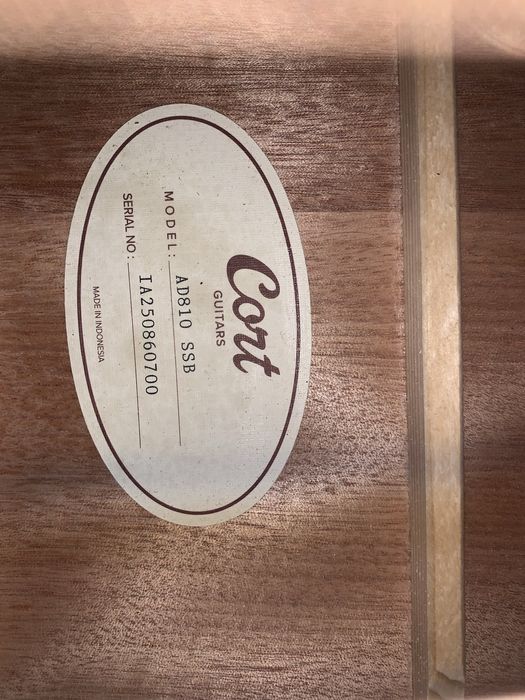 Cort
GUITARS
MODEL: AD810 SSB
SERIAL NO: IA250860700
MADE IN INDONESIA